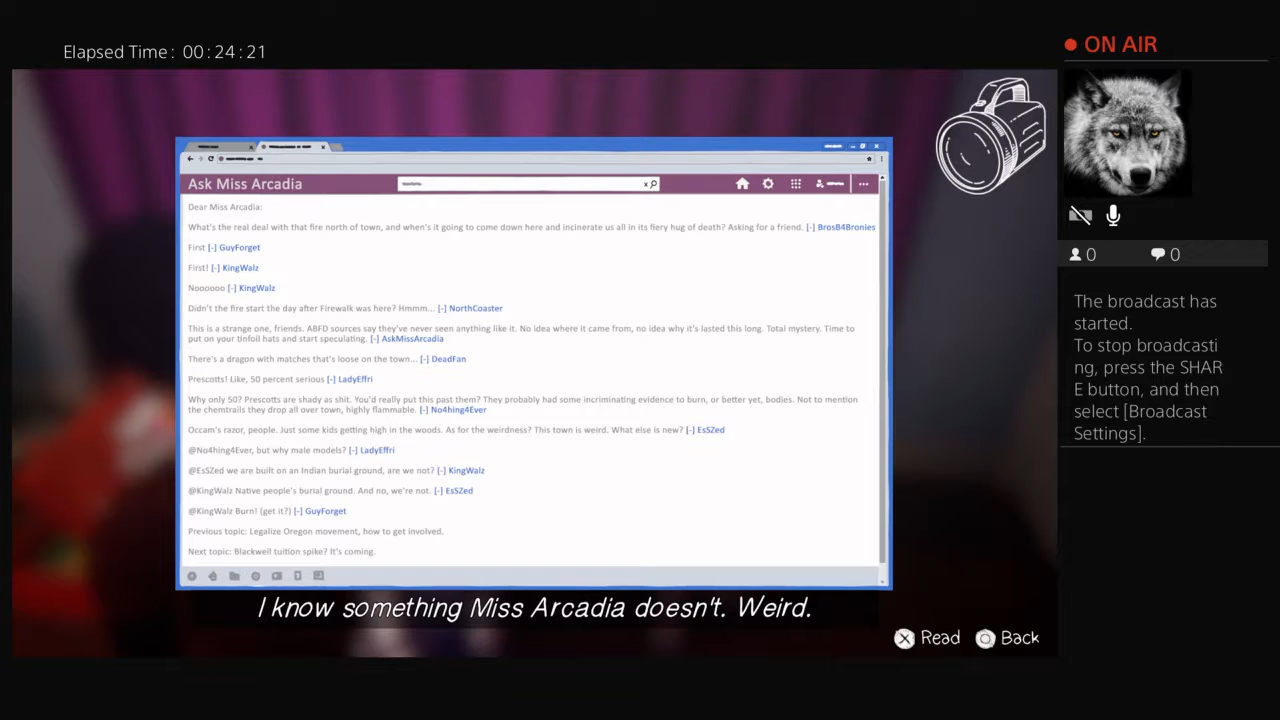 Elapsed Time: 00:24:21
ON AIR
Ask Miss Arcadia
Dear Miss Arcadia:
What's the real deal with that fire north of town, and when's it going to come down here and incinerate us all in its fiery hug of death? Asking for a friend. [-] BrosB4Bronies
First [-] GuyForget
First! [-] KingWalz
Noooooo [-] KingWalz
Didn't the fire start the day after Firewalk was here? Hmmm... [-] NorthCoaster
This is a strange one, friends. ABFD sources say they've never seen anything like it. No idea where it came from, no idea why it's lasted this long. Total mystery. Time to
put on your tinfoil hats and start speculating. [-] AskMissArcadia
There's a dragon with matches that's loose on the town... [-] DeadFan
Prescotts! Like, 50 percent serious [-] LadyEffri
Why only 50? Prescotts are shady as shit. You'd really put this past them? They probably had some incriminating evidence to burn, or better yet, bodies. Not to mention
the chemtrails they drop all over town, highly flammable. [-] No4hing4Ever
Occam's razor, people. Just some kids getting high in the woods. As for the weirdness? This town is weird. What else is new? [-] EsSZed
@No4hing4Ever, but why male models? [-] LadyEffri
@EsSZed we are built on an Indian burial ground, are we not? [-] KingWalz
@KingWalz Native people's burial ground. And no, we're not. [-] EsSZed
@KingWalz Burn! (get it?) [-] GuyForget
Previous topic: Legalize Oregon movement, how to get involved.
Next topic: Blackwell tuition spike? It's coming.
I know something Miss Arcadia doesn't. Weird.
Read
Back
0
0
The broadcast has
started.
To stop broadcasti
ng, press the SHAR
E button, and then
select [Broadcast
Settings].